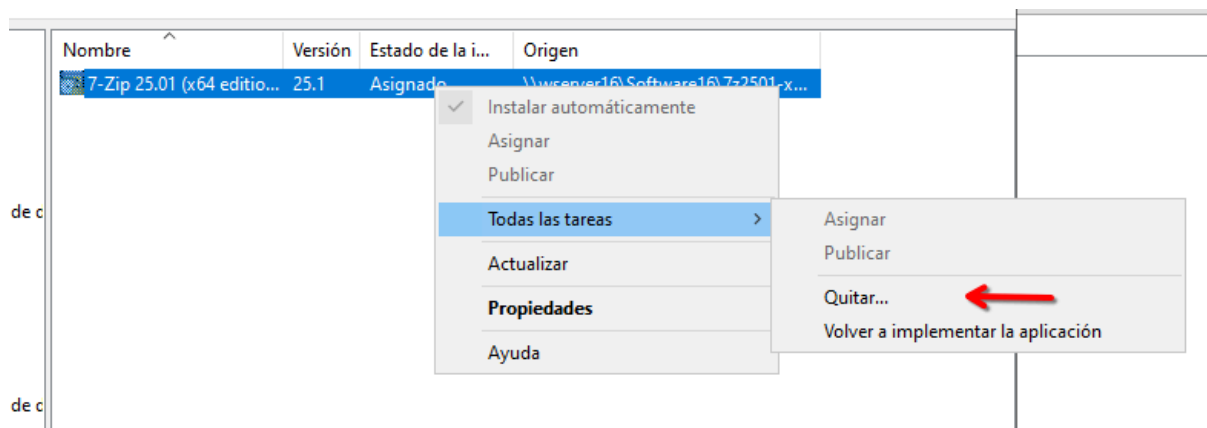 Nombre Versión Estado de la i... Origen
7-Zip 25.01 (x64 editio... 25.1 Asignado \\wserver16\Software16\7z2501-x...
Instalar automáticamente
Asignar
Publicar
Todas las tareas
Actualizar
Propiedades
Ayuda
Asignar
Publicar
Quitar...
Volver a implementar la aplicación
de c
de c